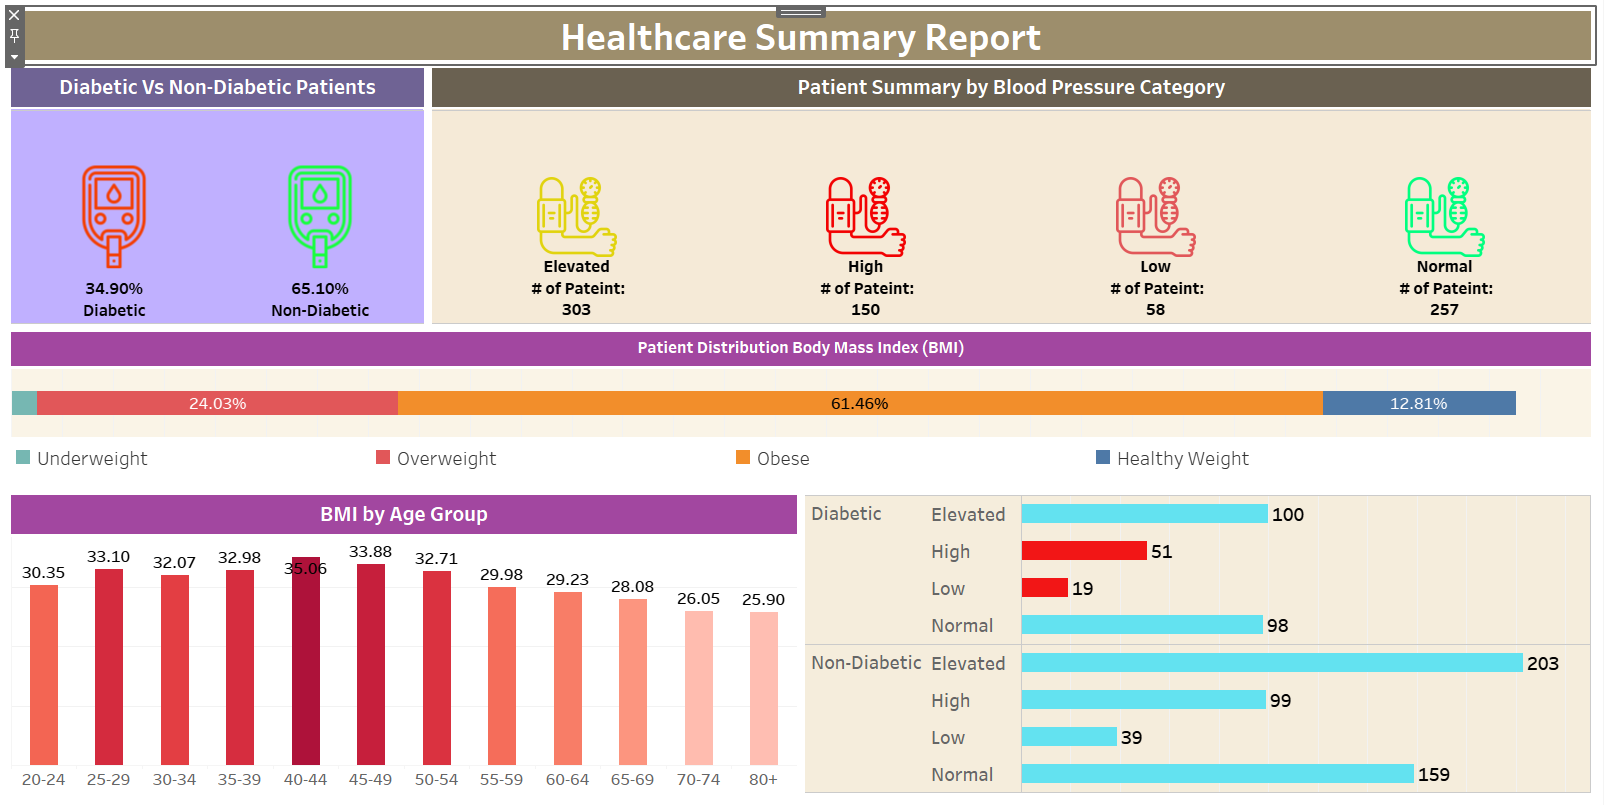 Healthcare Summary Report
Diabetic Vs Non-Diabetic Patients
Patient Summary by Blood Pressure Category
34.90%
Diabetic
65.10%
Non-Diabetic
Elevated
# of Pateint:
303
High
# of Pateint:
150
Low
# of Pateint:
58
Normal
# of Pateint:
257
Patient Distribution Body Mass Index (BMI)
24.03% 61.46% 12.81%
Underweight Overweight Obese Healthy Weight
BMI by Age Group
30.35 33.10 32.07 32.98 35.06 33.88 32.71 29.98 29.23 28.08 26.05 25.90
20-24 25-29 30-34 35-39 40-44 45-49 50-54 55-59 60-64 65-69 70-74 80+
Diabetic Elevated 100
High 51
Low 19
Normal 98
Non-Diabetic Elevated 203
High 99
Low 39
Normal 159